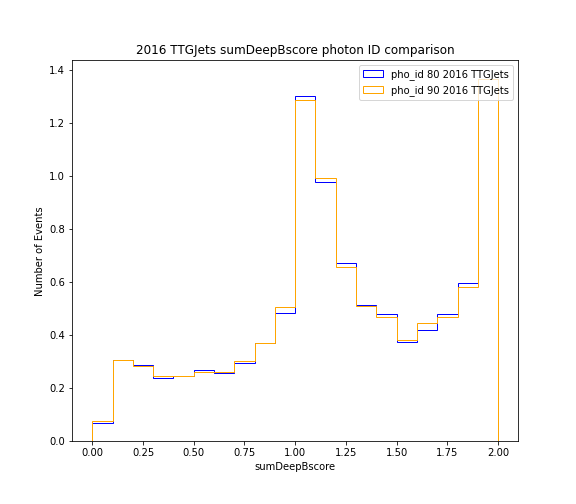 2016 TTGJets sumDeepBscore photon ID comparison
pho_id 80 2016 TTGJets
pho_id 90 2016 TTGJets
Number of Events
1.4
1.2
1.0
0.8
0.6
0.4
0.2
0.0
0.00 0.25 0.50 0.75 1.00 1.25 1.50 1.75 2.00
sumDeepBscore